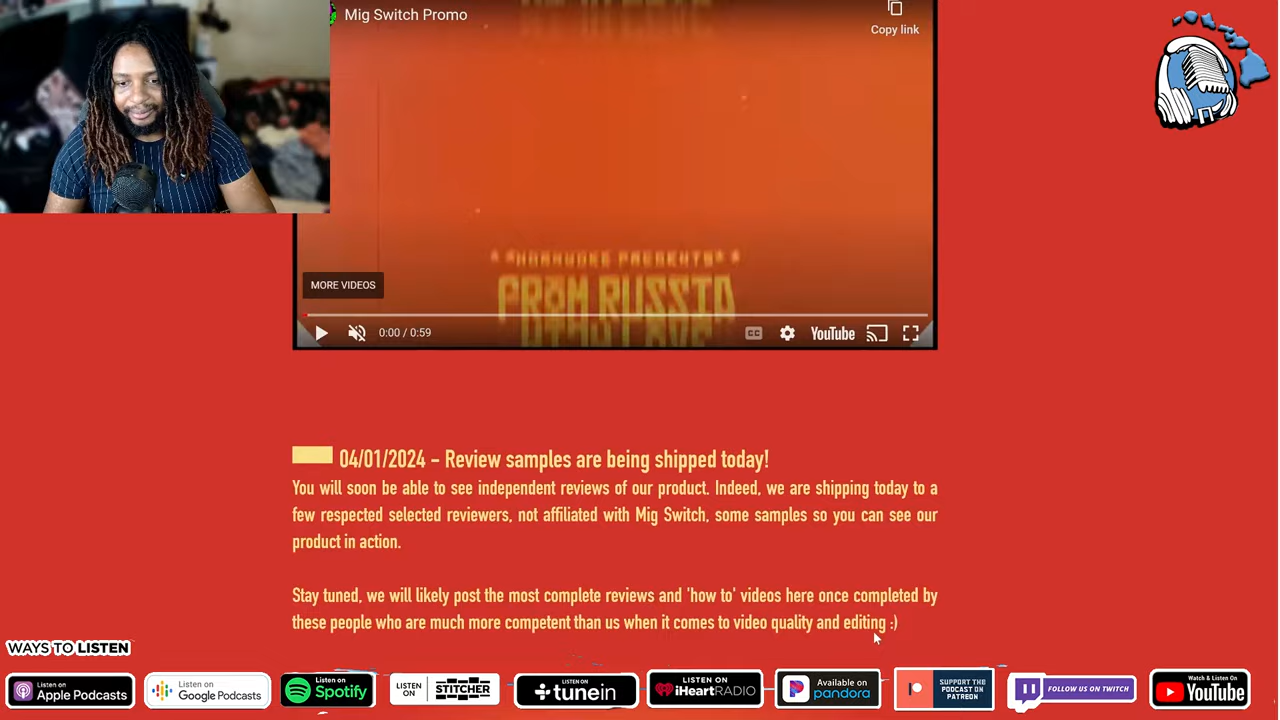 Mig Switch Promo
Copy link
PRESENTS
MORE VIDEOS
0:00 / 0:59
CC
YouTube
04/01/2024 - Review samples are being shipped today!
You will soon be able to see independent reviews of our product. Indeed, we are shipping today to a
few respected selected reviewers, not affiliated with Mig Switch, some samples so you can see our
product in action.
Stay tuned, we will likely post the most complete reviews and 'how to' videos here once completed by
these people who are much more competent than us when it comes to video quality and editing :)
WAYS TO LISTEN
Listen on
Apple Podcasts
Listen on
Google Podcasts
Listen on
Spotify
LISTEN
ON
STITCHER
LISTEN ON
tunein
LISTEN ON
iHeartRADIO
Available on
pandora
SUPPORT THE
PODCAST ON
PATREON
FOLLOW US ON TWITCH
Watch & Listen On
YouTube